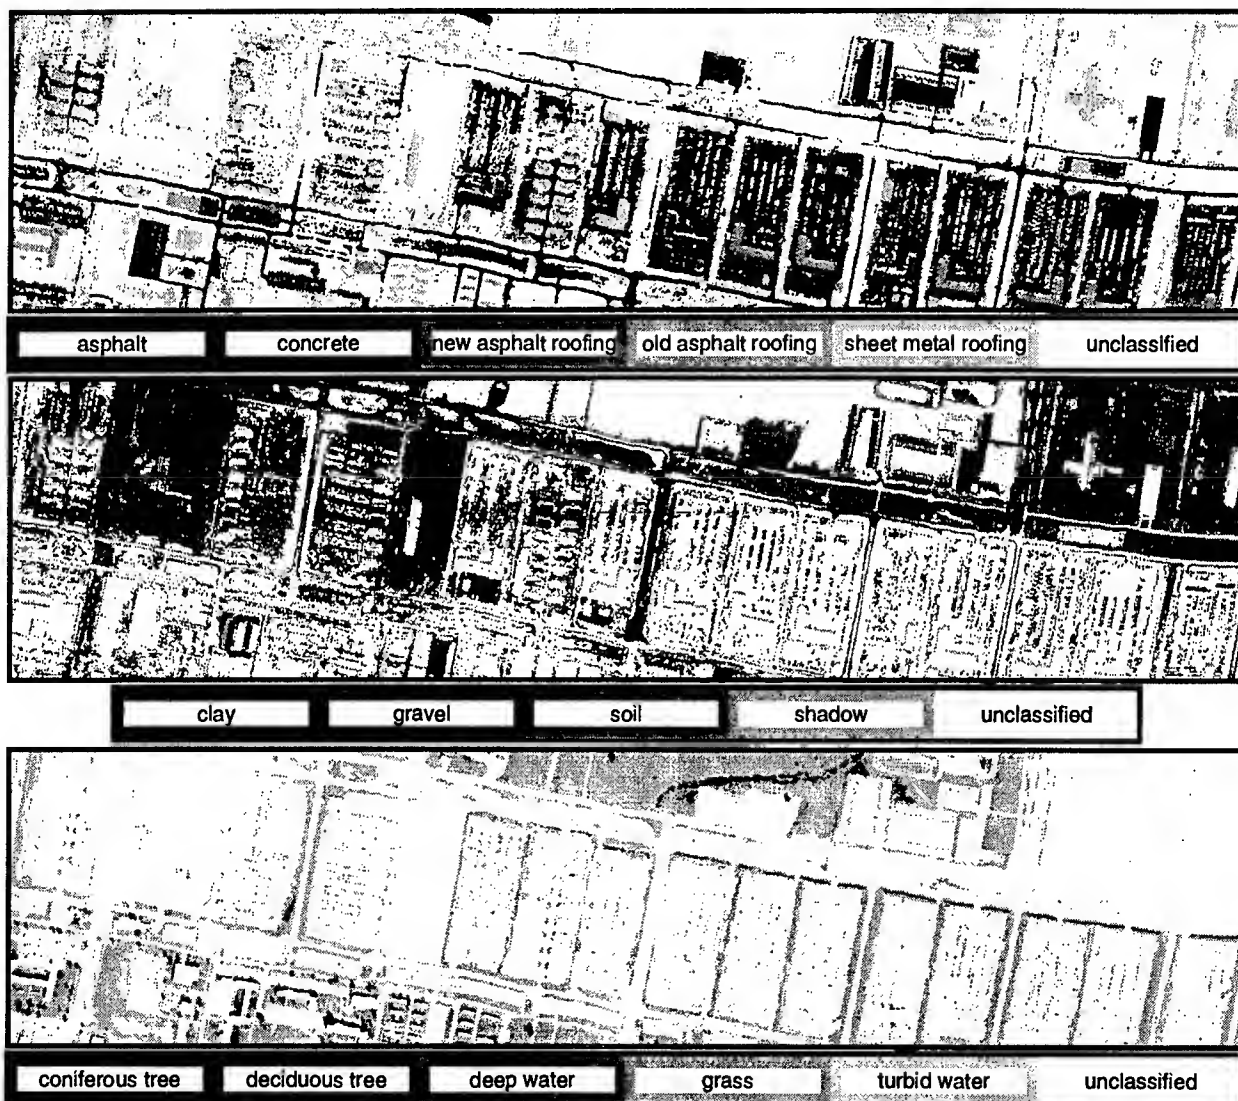 asphalt concrete new asphalt roofing old asphalt roofing sheet metal roofing unclassified
clay gravel soil shadow unclassified
coniferous tree deciduous tree deep water grass turbid water unclassified